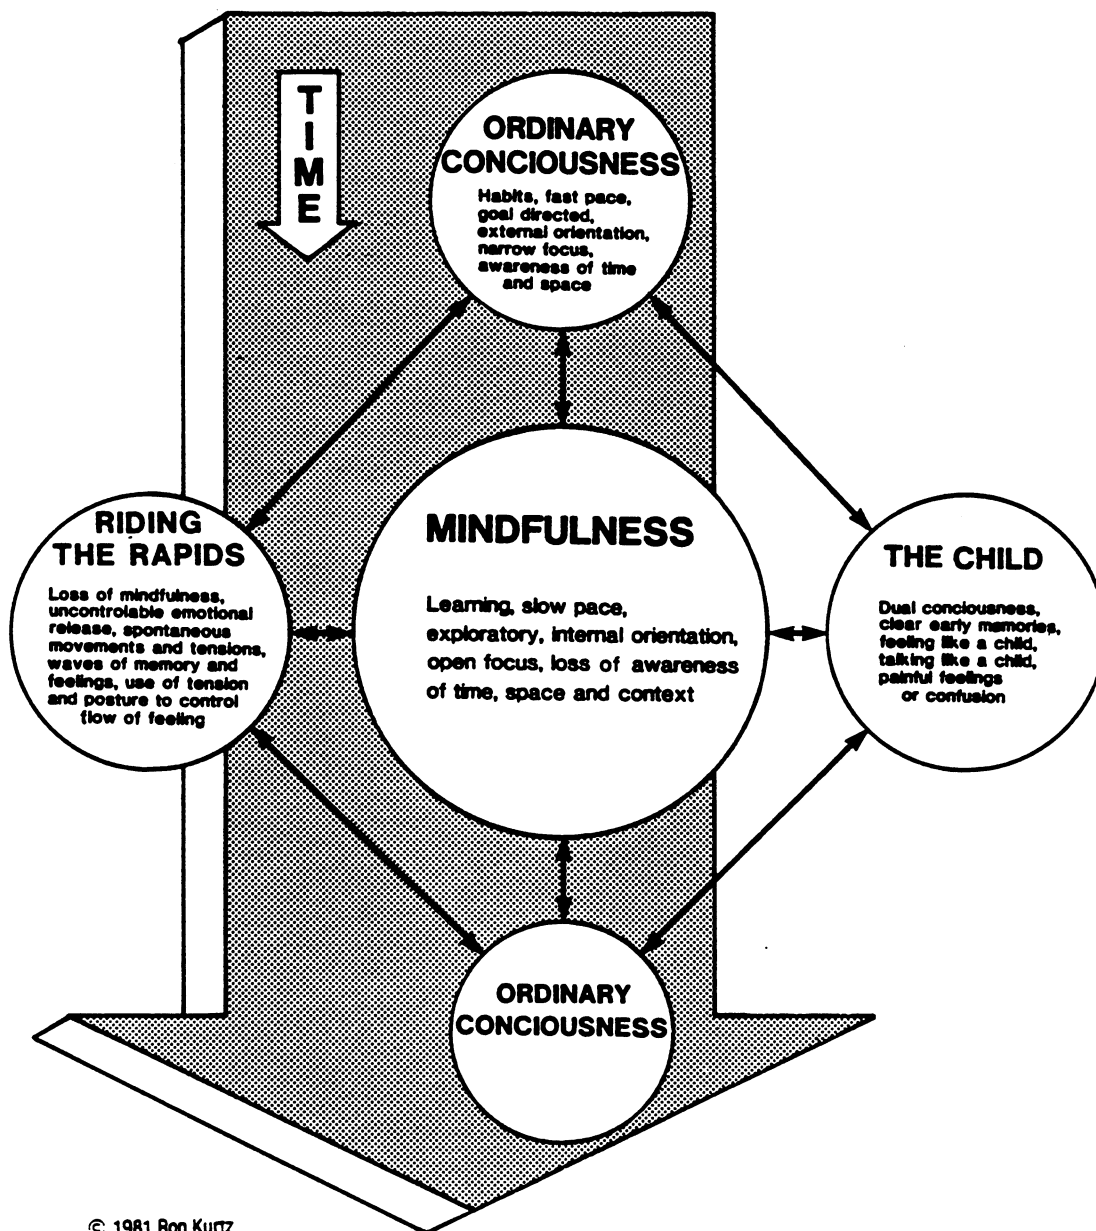 TIME
ORDINARY
CONCIOUSNESS
Habits, fast pace,
goal directed,
external orientation,
narrow focus,
awareness of time
and space
RIDING
THE RAPIDS
Loss of mindfulness,
uncontrolable emotional
release, spontaneous
movements and tensions,
waves of memory and
feelings, use of tension
and posture to control
flow of feeling
MINDFULNESS
Learning, slow pace,
exploratory, internal orientation,
open focus, loss of awareness
of time, space and context
THE CHILD
Dual conciousness,
clear early memories,
feeling like a child,
talking like a child,
painful feelings
or confusion
ORDINARY
CONCIOUSNESS
© 1981 Ron Kurtz